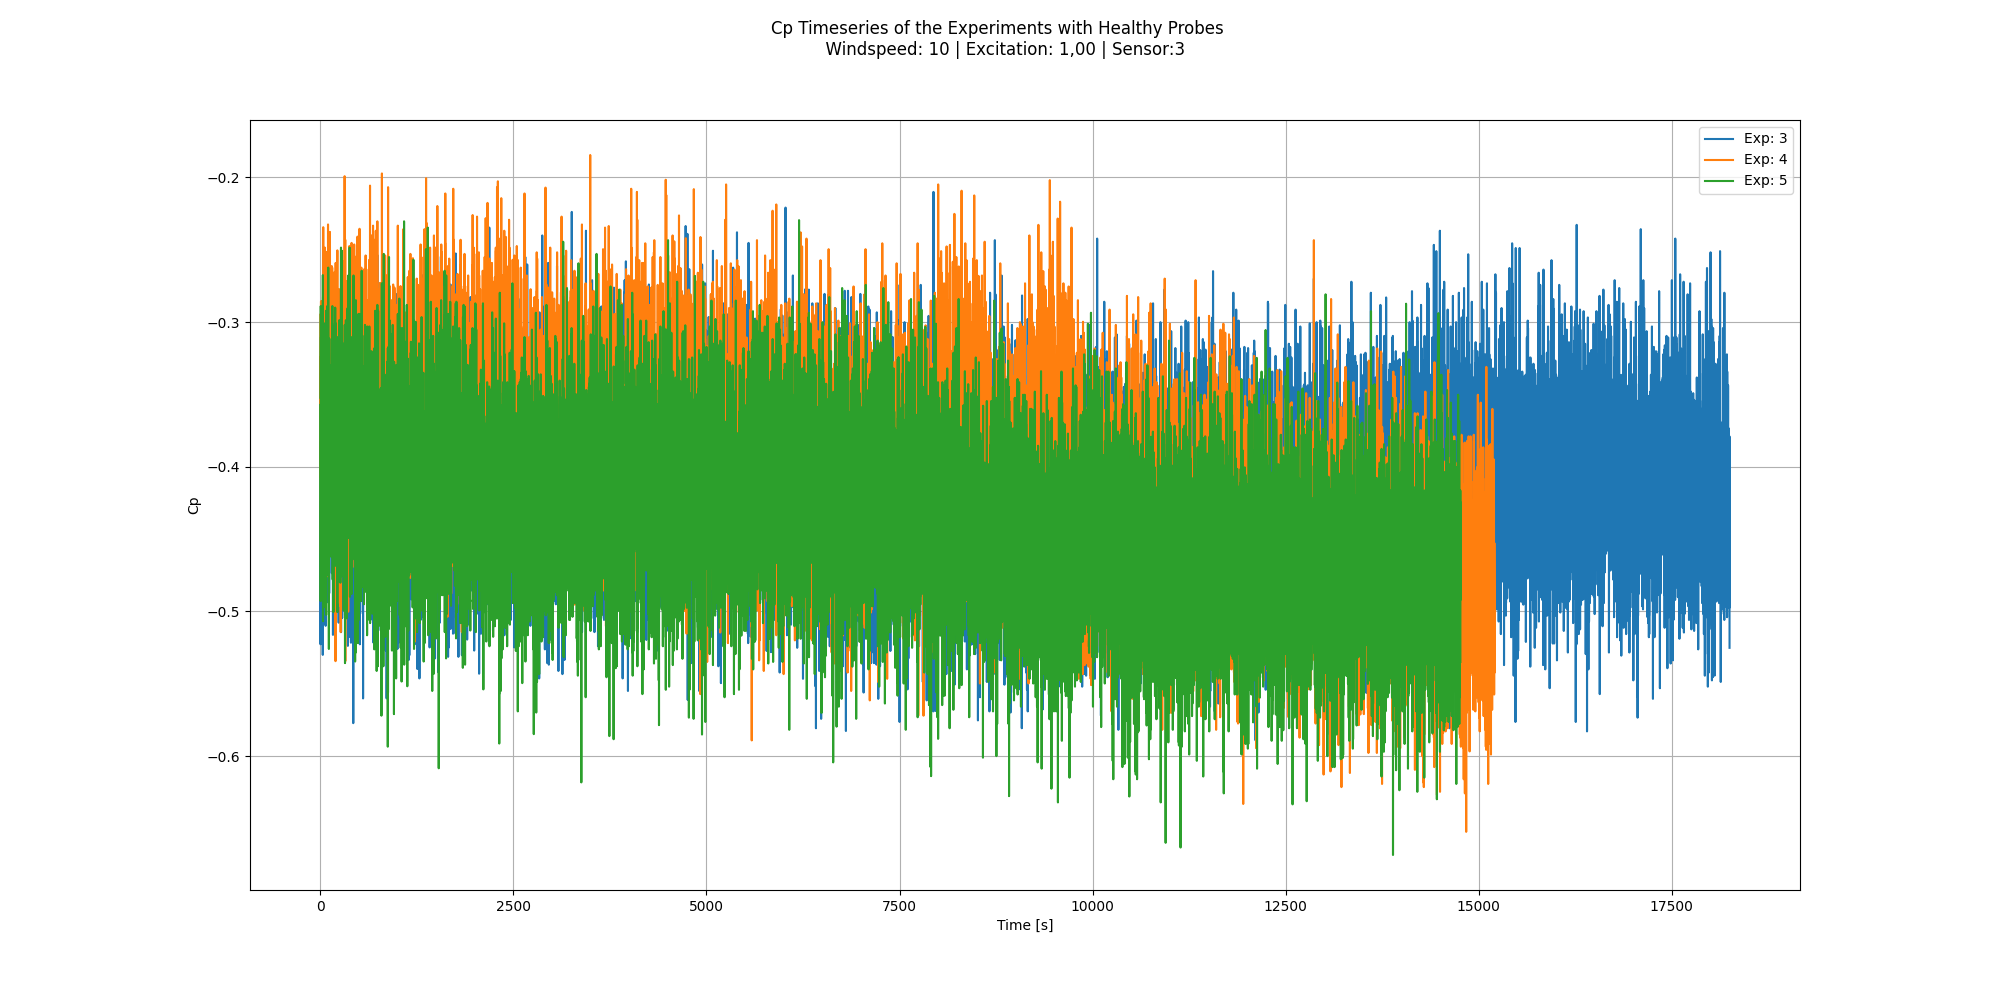 Cp Timeseries of the Experiments with Healthy Probes
Windspeed: 10 | Excitation: 1,00 | Sensor:3
Exp: 3
Exp: 4
Exp: 5
−0.2
−0.3
−0.4
−0.5
−0.6
Cp
0
2500
5000
7500
10000
12500
15000
17500
Time [s]